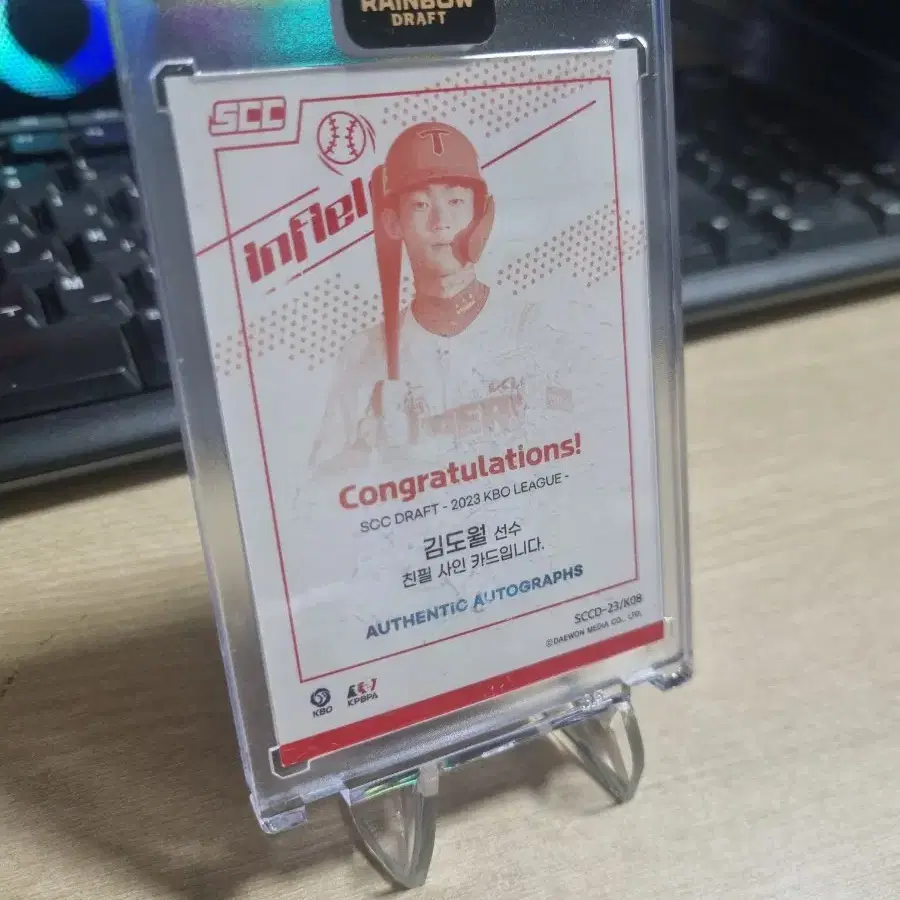 RAINBOW
DRAFT
SCC
T
Infiel
Congratulations!
SCC DRAFT - 2023 KBO LEAGUE -
김도월 선수
친필 사인 카드입니다.
AUTHENTIC AUTOGRAPHS
SCCD-23/K08
©DAEWON MEDIA CO., LTD.
KBO
KPBPA